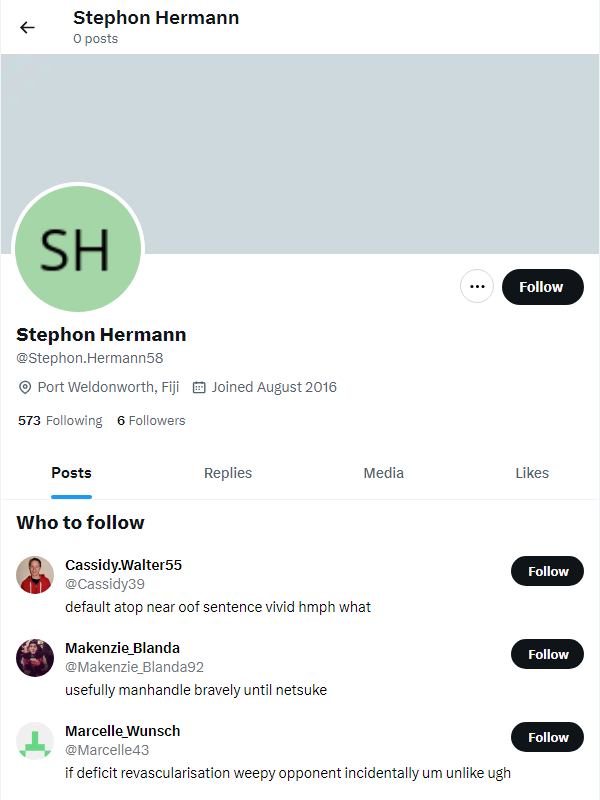 Stephon Hermann
0 posts
SH
Follow
Stephon Hermann
@Stephon.Hermann58
Port Weldonworth, Fiji Joined August 2016
573 Following 6 Followers
Posts Replies Media Likes
Who to follow
Cassidy.Walter55
@Cassidy39
Follow
default atop near oof sentence vivid hmph what
Makenzie_Blanda
@Makenzie_Blanda92
Follow
usefully manhandle bravely until netsuke
Marcelle_Wunsch
@Marcelle43
Follow
if deficit revascularisation weepy opponent incidentally um unlike ugh